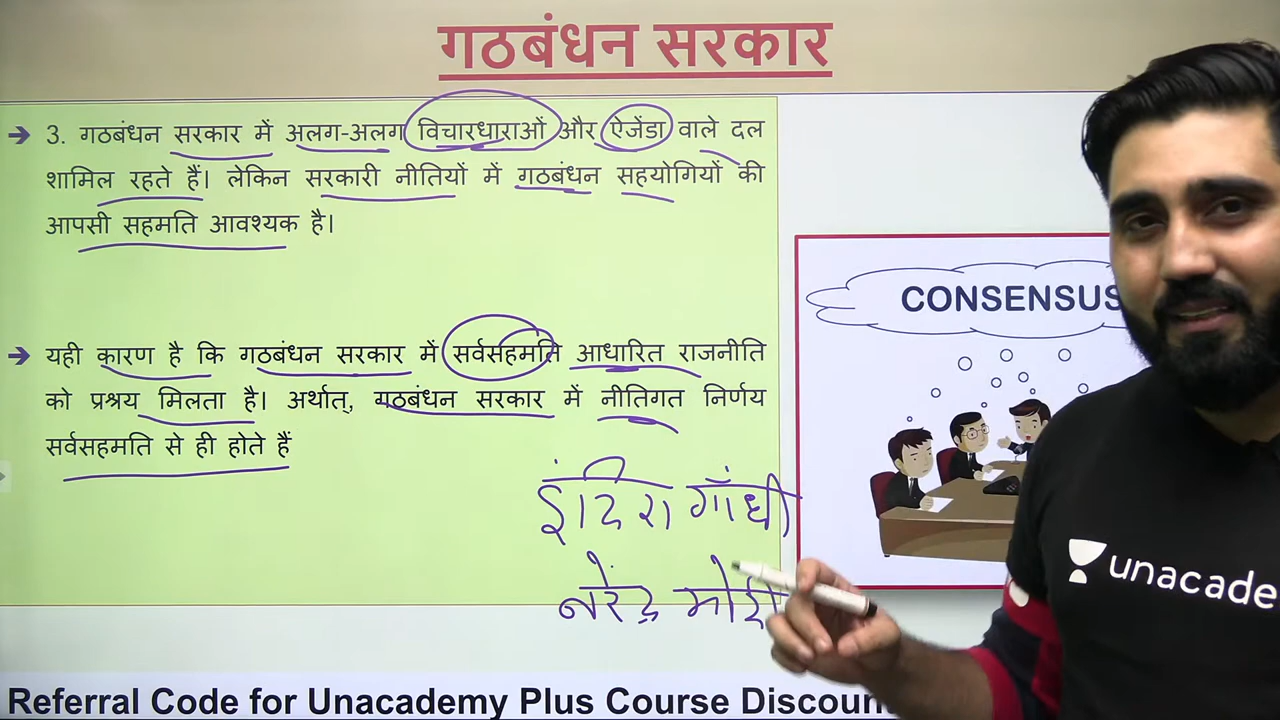 गठबंधन सरकार
➔ 3. गठबंधन सरकार में अलग-अलग विचारधाराओं और ऐजेंडा वाले दल
शामिल रहते हैं। लेकिन सरकारी नीतियों में गठबंधन सहयोगियों की
आपसी सहमति आवश्यक है।
CONSENSUS
➔ यही कारण है कि गठबंधन सरकार में सर्वसहमति आधारित राजनीति
को प्रश्रय मिलता है। अर्थात्, गठबंधन सरकार में नीतिगत निर्णय
सर्वसहमति से ही होते हैं
इंदिरा गाँधी
नरेंद्र मोदी
unacade
Referral Code for Unacademy Plus Course Discoun